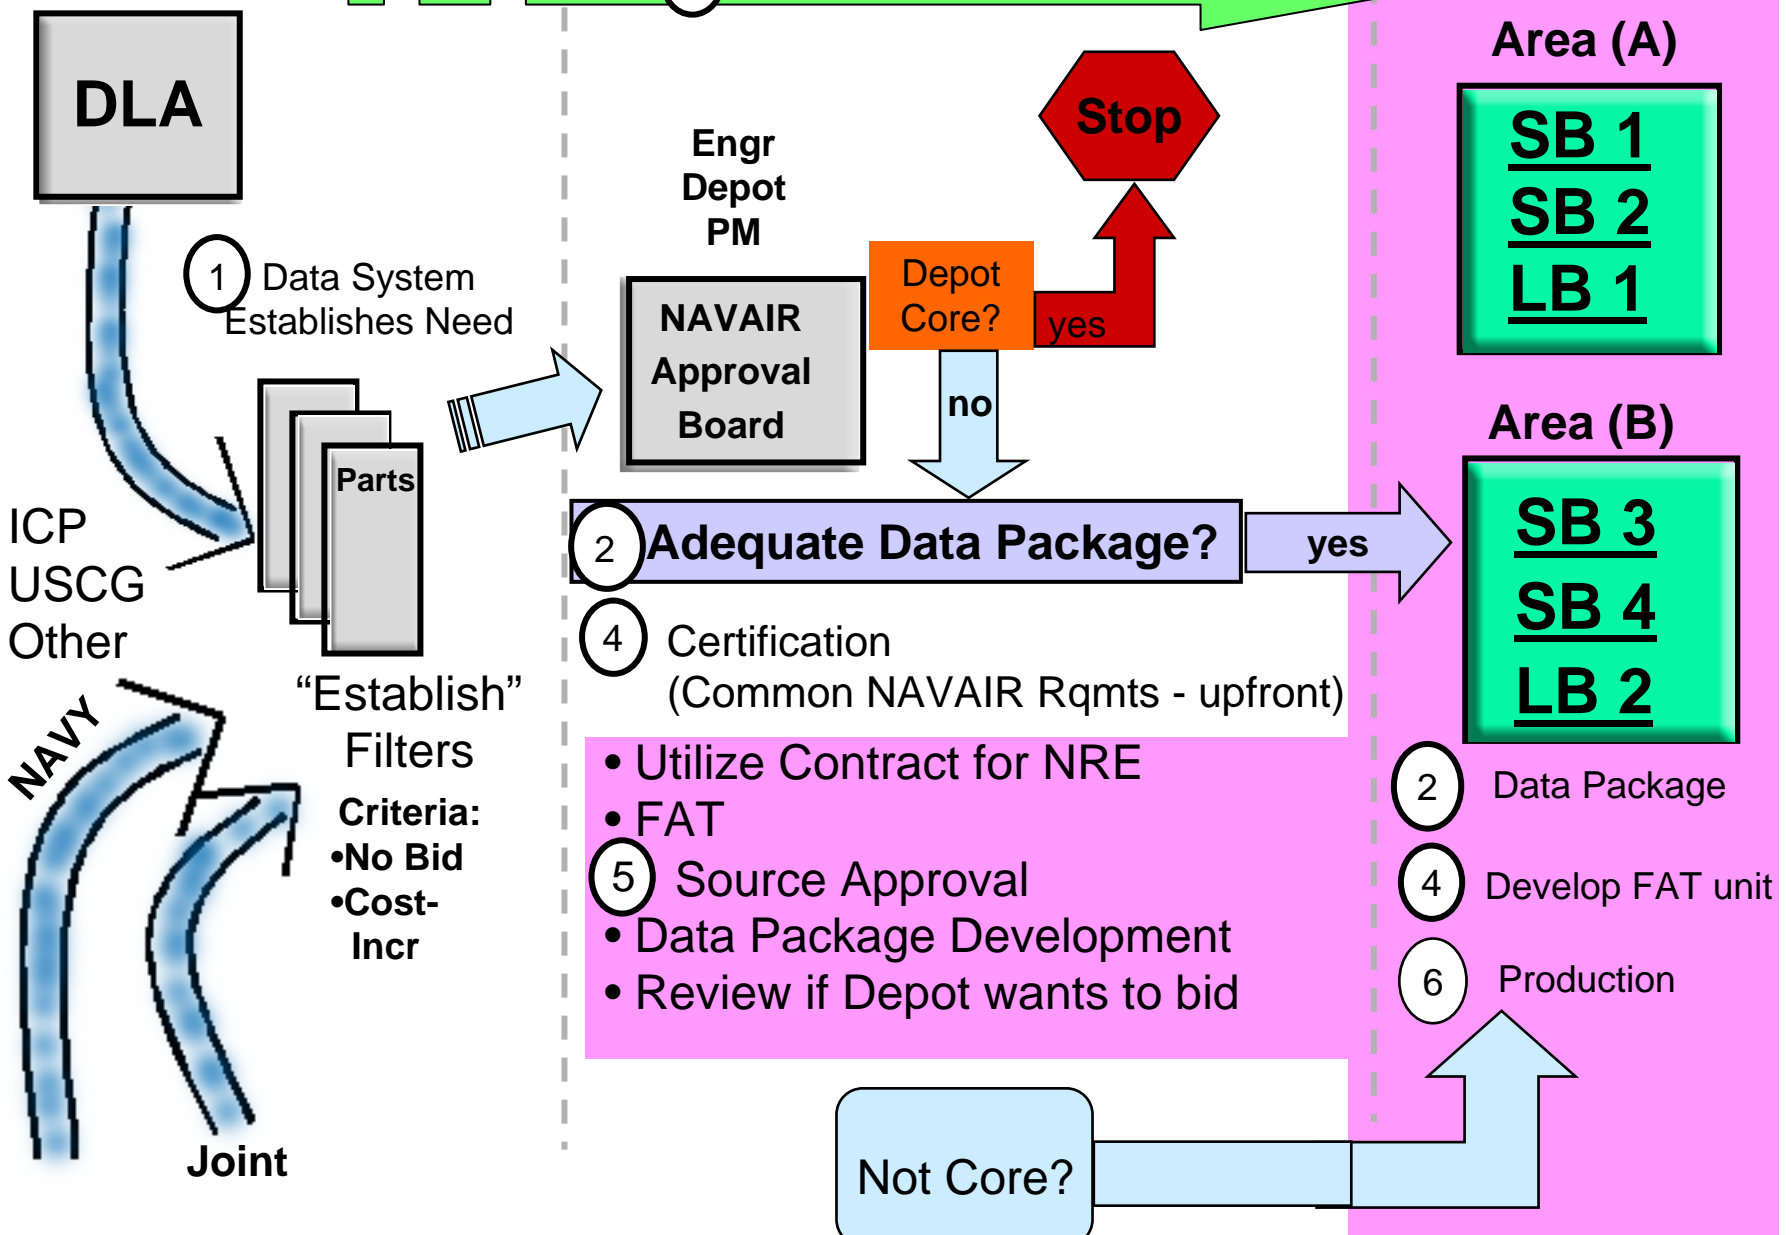 DLA
1
Data System
Establishes Need
Parts
ICP
USCG
Other
NAVY
Joint
“Establish”
Filters
Criteria:
•No Bid
•Cost-
Incr
Engr
Depot
PM
NAVAIR
Approval
Board
Depot
Core?
yes
Stop
no
2
Adequate Data Package?
yes
4
Certification
(Common NAVAIR Rqmts - upfront)
• Utilize Contract for NRE
• FAT
5
Source Approval
• Data Package Development
• Review if Depot wants to bid
Not Core?
Area (A)
SB 1
SB 2
LB 1
Area (B)
SB 3
SB 4
LB 2
2
Data Package
4
Develop FAT unit
6
Production